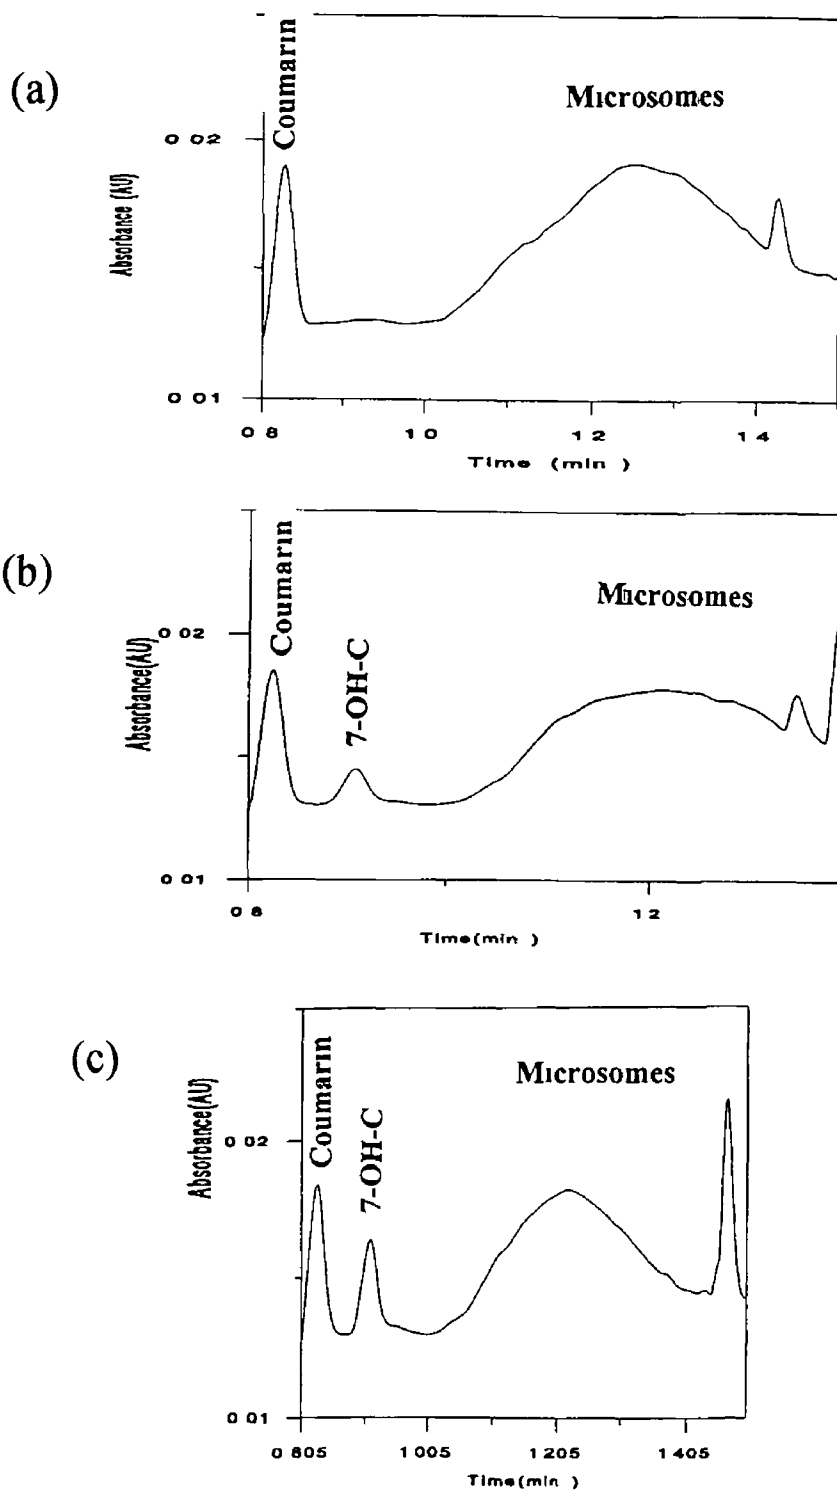 (a)
Coumarin
Microsomes
Absorbance (AU)
0 02
0 01
0 8
1 0
1 2
1 4
Time (min )
(b)
Coumarin
7-OH-C
Microsomes
Absorbance(AU)
0 02
0 01
0 8
1 2
Time(min )
(c)
Coumarin
7-OH-C
Microsomes
Absorbance(AU)
0 02
0 01
0 805
1 005
1 205
1 405
Time(min )